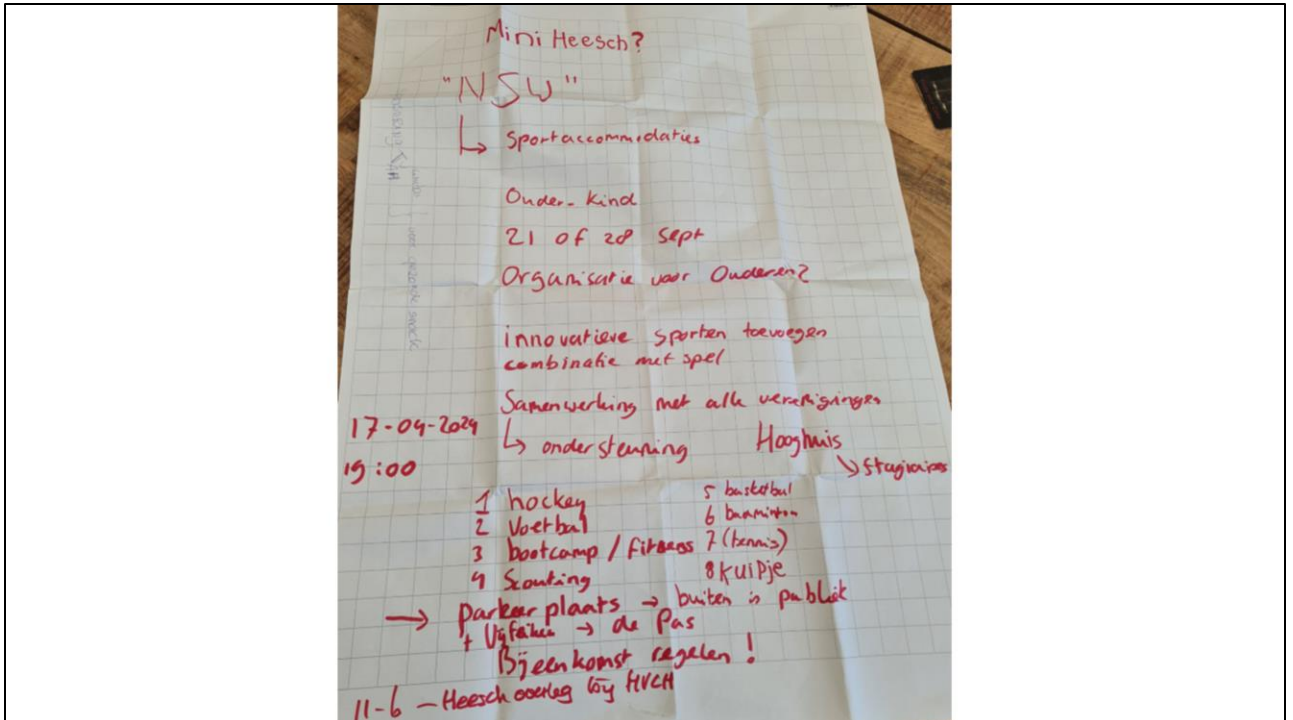 Mini Heesch?
"NSW"
↳ Sportaccommodaties
Ouder-Kind
21 of 28 sept
Organisatie voor Ouderen?
innovatieve sporten toevoegen
combinatie met spel
Samenwerking met alle verenigingen
17-04-2024
↳ ondersteuning
Hooghuis
19:00
↘ Stagiaires
1 hockey
2 Voetbal
3 bootcamp / Fitness
4 Scouting
5 basketbal
6 badminton
7 (tennis)
8 Kuipje
→ parkeerplaats → buiten is publiek
+ Vijfeiken → de Pas
Bijeenkomst regelen!
11-6 - Heesch overleg bij HVCH